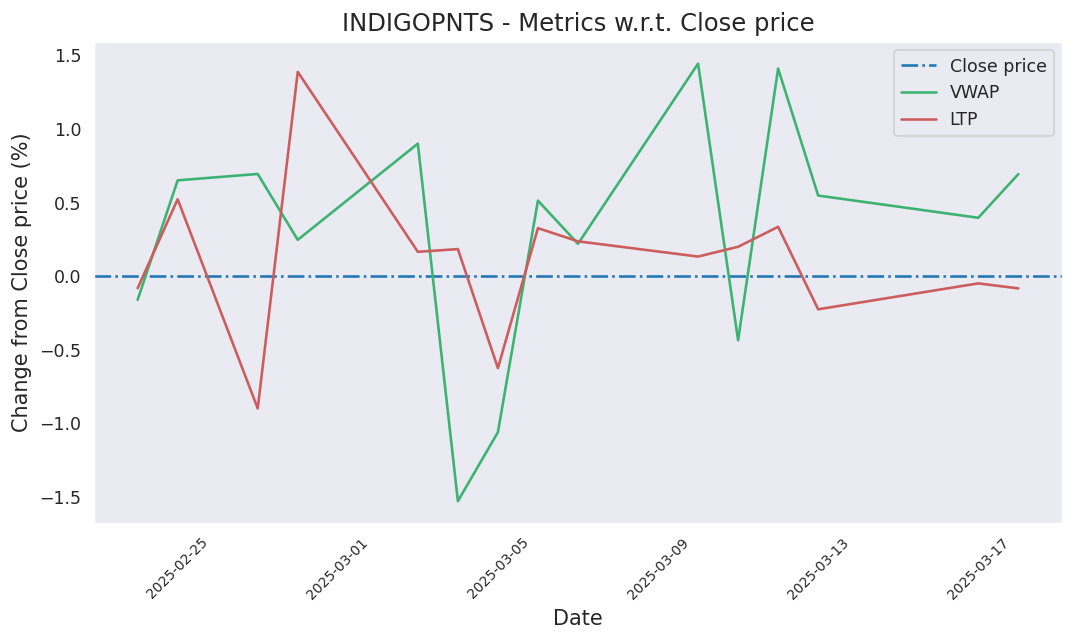 INDIGOPNTS - Metrics w.r.t. Close price
Change from Close price (%)
1.5
1.0
0.5
0.0
−0.5
−1.0
−1.5
Close price
VWAP
LTP
2025-02-25
2025-03-01
2025-03-05
2025-03-09
2025-03-13
2025-03-17
Date